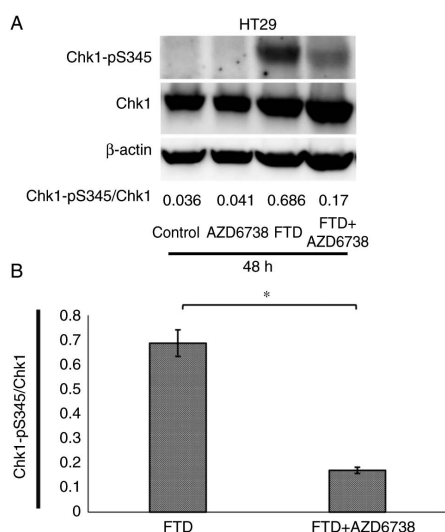 A
HT29
Chk1-pS345
Chk1
β-actin
Chk1-pS345/Chk1 0.036 0.041 0.686 0.17
Control AZD6738 FTD FTD+
AZD6738
48 h
B
*
Chk1-pS345/Chk1
0.8
0.7
0.6
0.5
0.4
0.3
0.2
0.1
0
FTD FTD+AZD6738